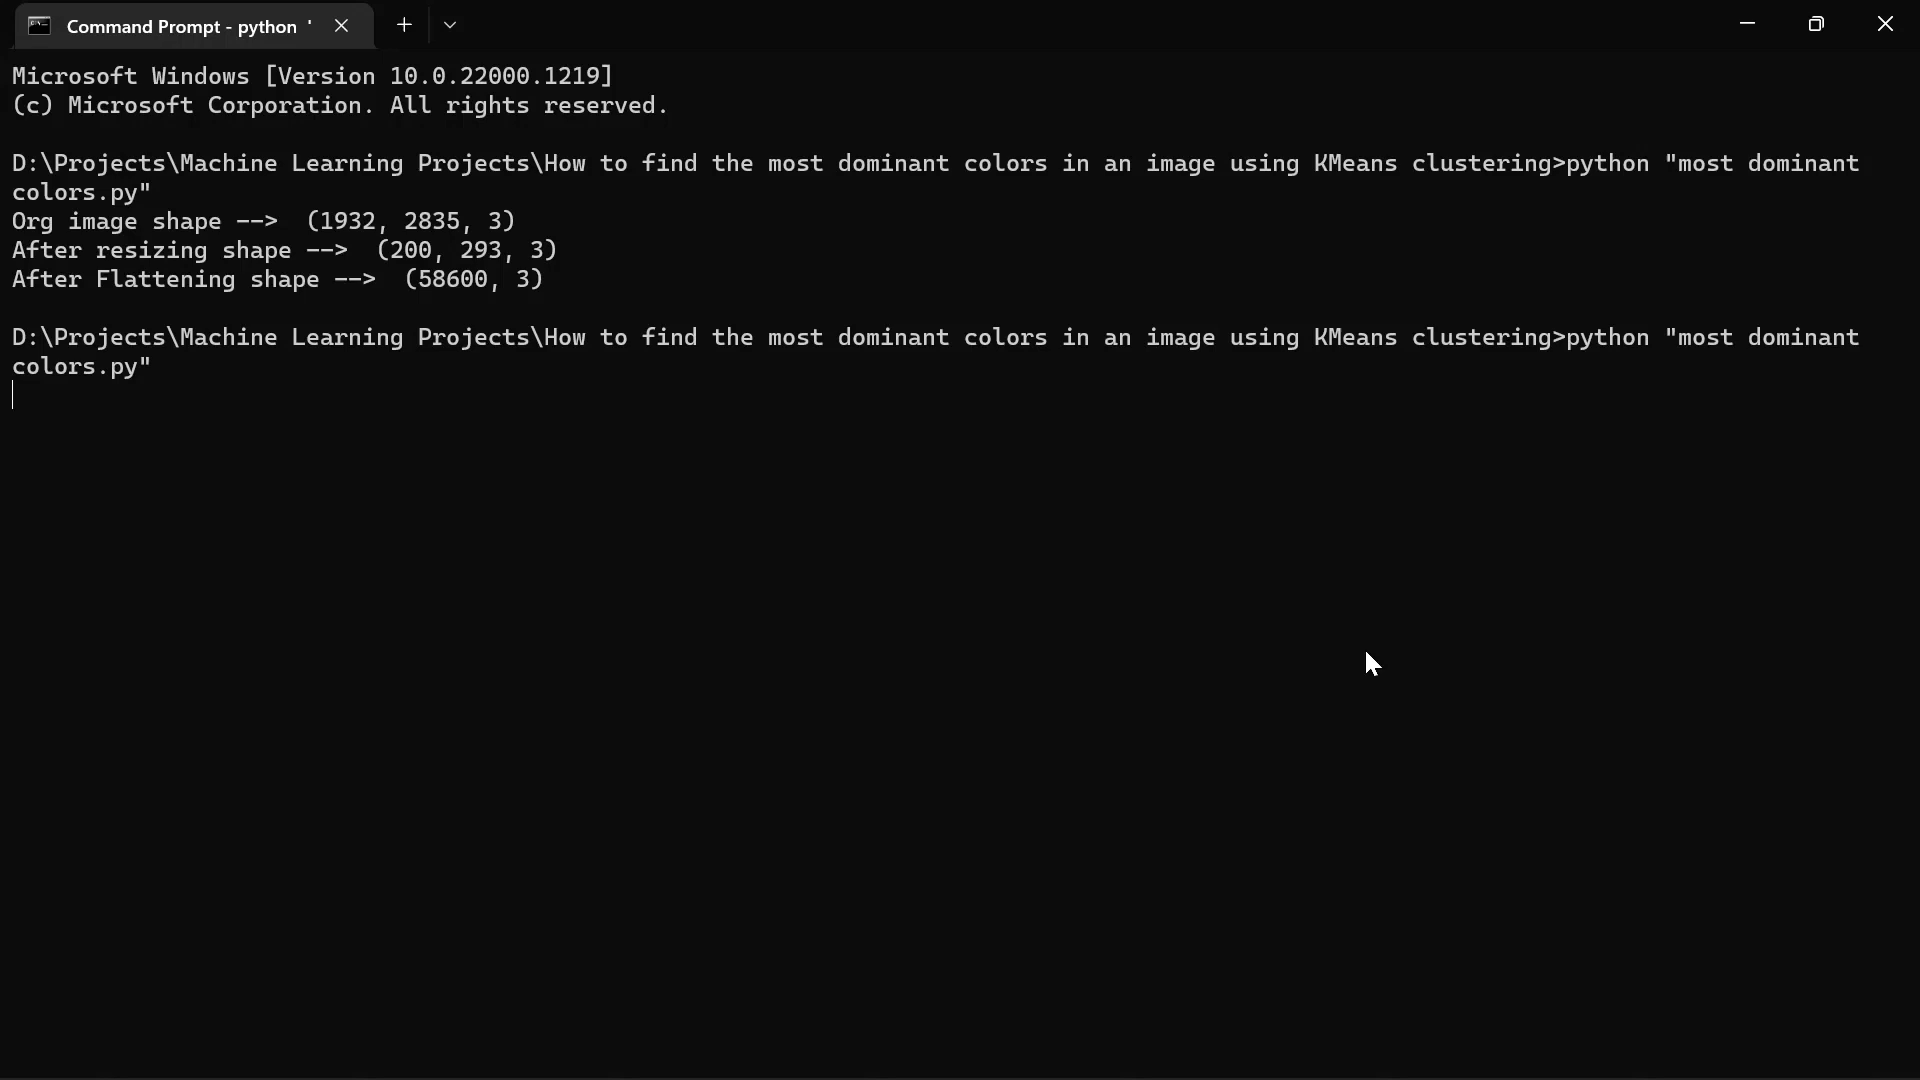 Command Prompt - python '
Microsoft Windows [Version 10.0.22000.1219]
(c) Microsoft Corporation. All rights reserved.
D:\Projects\Machine Learning Projects\How to find the most dominant colors in an image using KMeans clustering>python "most dominant
colors.py"
Org image shape -->  (1932, 2835, 3)
After resizing shape -->  (200, 293, 3)
After Flattening shape -->  (58600, 3)
D:\Projects\Machine Learning Projects\How to find the most dominant colors in an image using KMeans clustering>python "most dominant
colors.py"